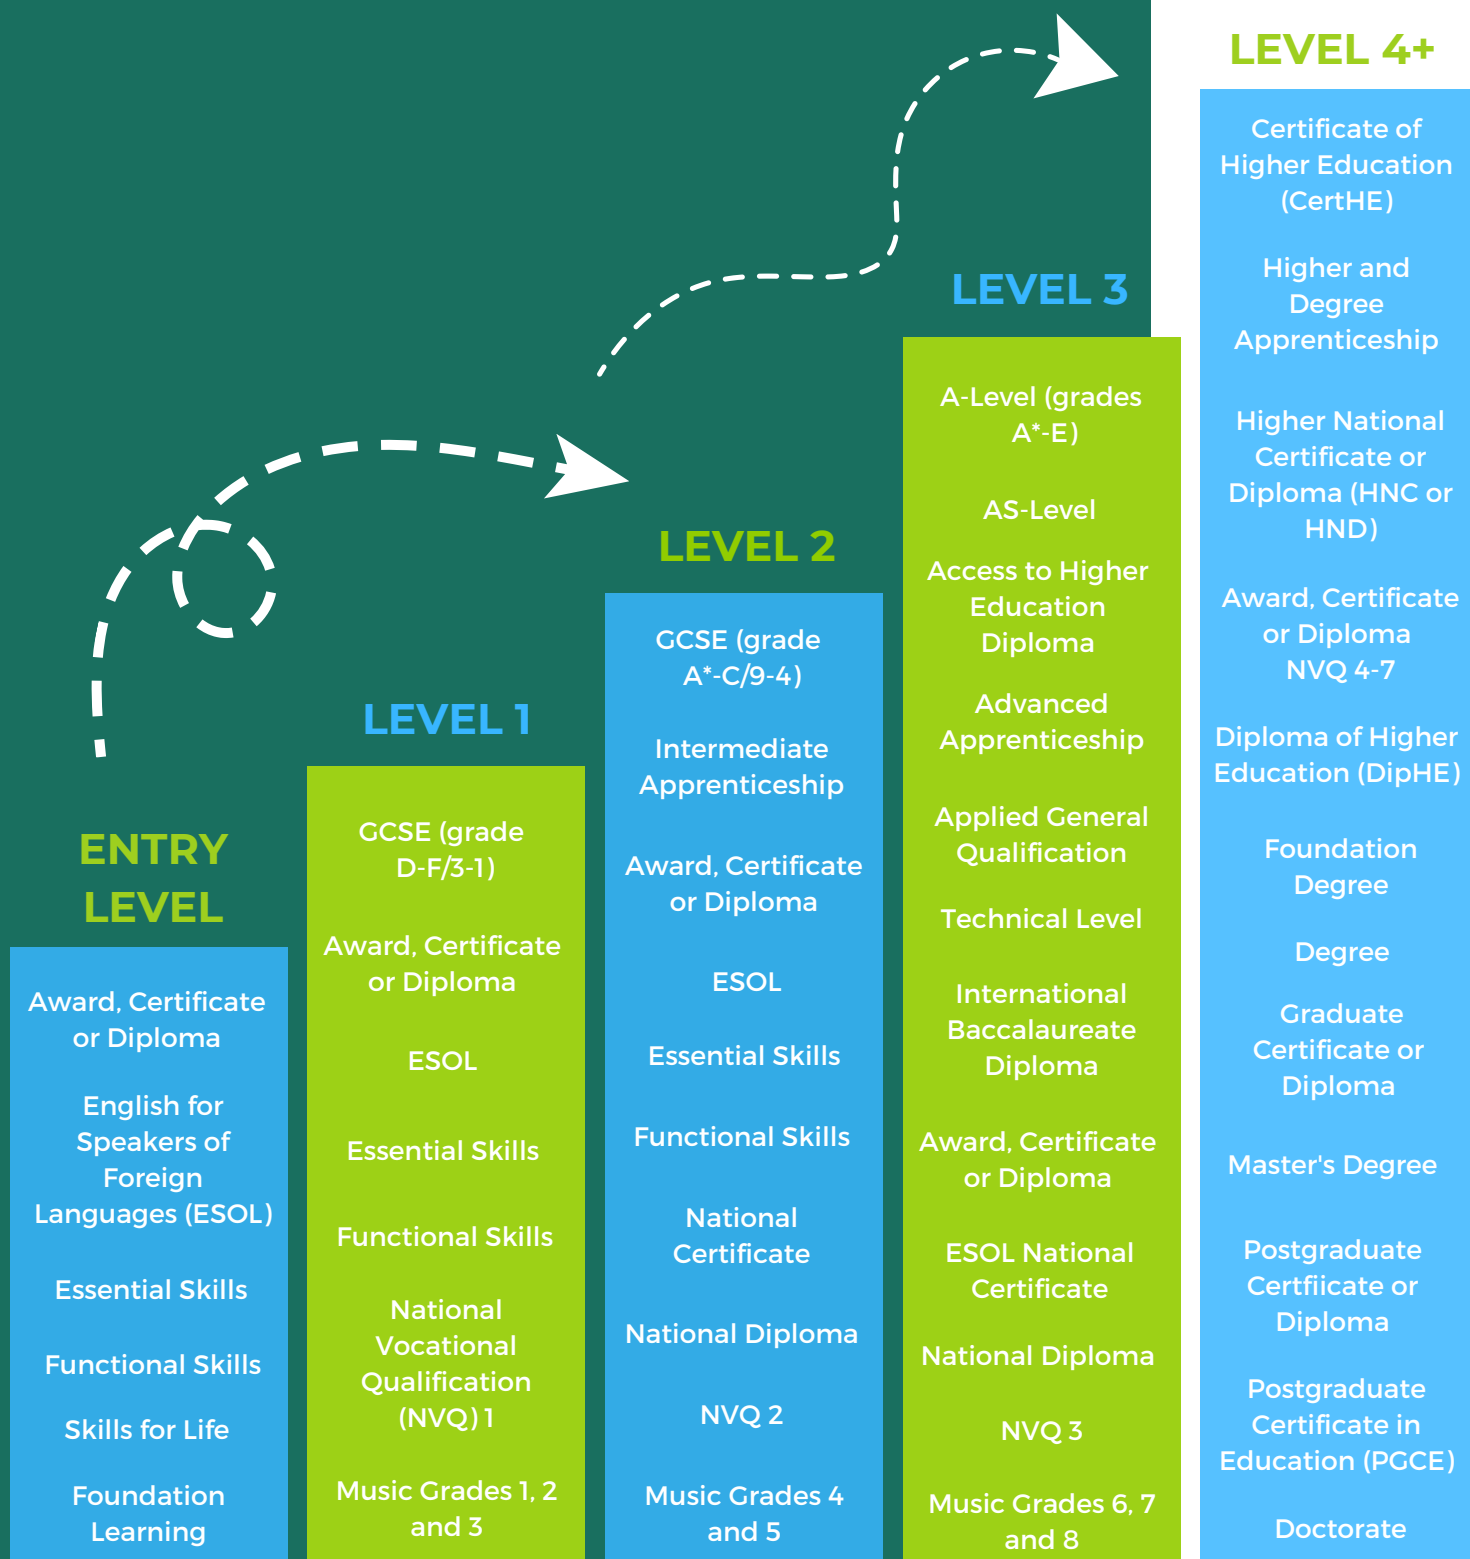 ENTRY
LEVEL
Award, Certificate
or Diploma
English for
Speakers of
Foreign
Languages (ESOL)
Essential Skills
Functional Skills
Skills for Life
Foundation
Learning
LEVEL 1
GCSE (grade
D-F/3-1)
Award, Certificate
or Diploma
ESOL
Essential Skills
Functional Skills
National
Vocational
Qualification
(NVQ) 1
Music Grades 1, 2
and 3
LEVEL 2
GCSE (grade
A*-C/9-4)
Intermediate
Apprenticeship
Award, Certificate
or Diploma
ESOL
Essential Skills
Functional Skills
National
Certificate
National Diploma
NVQ 2
Music Grades 4
and 5
LEVEL 3
A-Level (grades
A*-E)
AS-Level
Access to Higher
Education
Diploma
Advanced
Apprenticeship
Applied General
Qualification
Technical Level
International
Baccalaureate
Diploma
Award, Certificate
or Diploma
ESOL National
Certificate
National Diploma
NVQ 3
Music Grades 6, 7
and 8
LEVEL 4+
Certificate of
Higher Education
(CertHE)
Higher and
Degree
Apprenticeship
Higher National
Certificate or
Diploma (HNC or
HND)
Award, Certificate
or Diploma
NVQ 4-7
Diploma of Higher
Education (DipHE)
Foundation
Degree
Degree
Graduate
Certificate or
Diploma
Master's Degree
Postgraduate
Certfiicate or
Diploma
Postgraduate
Certificate in
Education (PGCE)
Doctorate